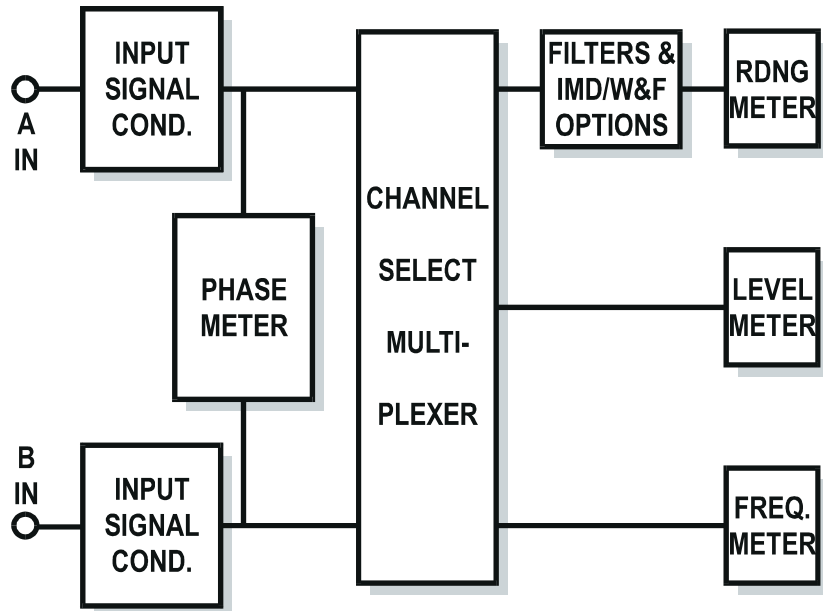 A
IN
INPUT
SIGNAL
COND.
PHASE
METER
B
IN
INPUT
SIGNAL
COND.
CHANNEL
SELECT
MULTI-
PLEXER
FILTERS &
IMD/W&F
OPTIONS
RDNG
METER
LEVEL
METER
FREQ.
METER